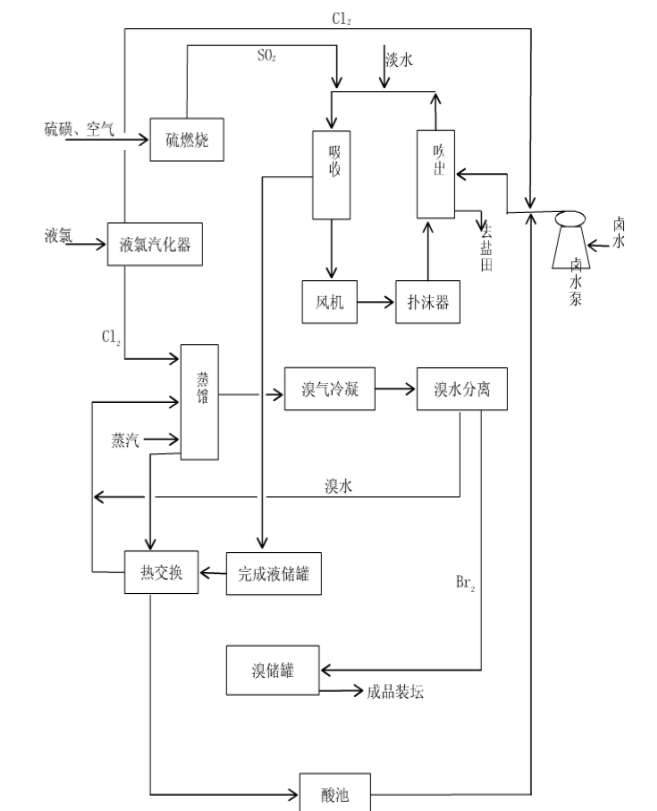 Cl₂
SO₂
淡水
硫磺、空气
硫燃烧
吸收
吹出
液氯
液氯汽化器
去盐田
卤水
卤水泵
风机
扑沫器
Cl₂
蒸馏
溴气冷凝
溴水分离
蒸汽
溴水
热交换
完成液储罐
Br₂
溴储罐
成品装坛
酸池